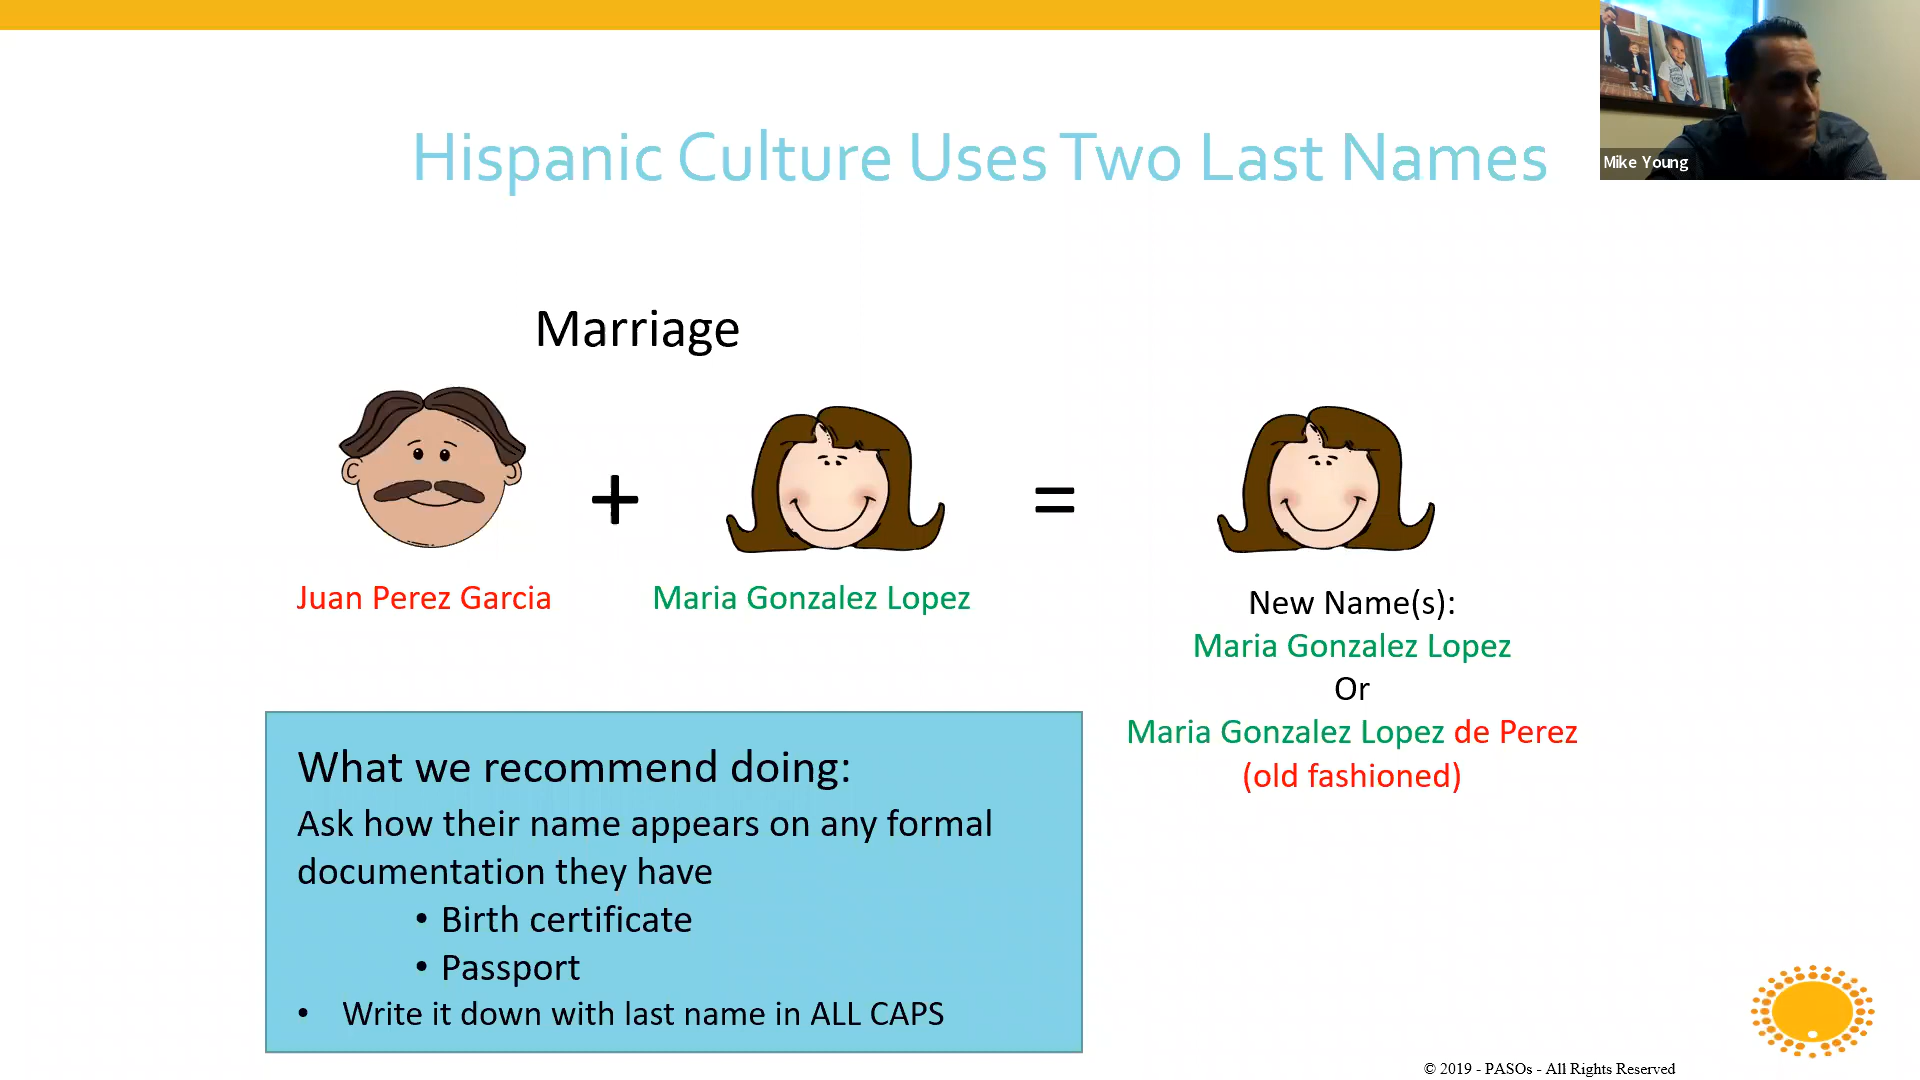 Mike Young
Hispanic Culture Uses Two Last Names
Marriage
+
=
Juan Perez Garcia
Maria Gonzalez Lopez
New Name(s):
Maria Gonzalez Lopez
Or
Maria Gonzalez Lopez de Perez
(old fashioned)
What we recommend doing:
Ask how their name appears on any formal
documentation they have
• Birth certificate
• Passport
• Write it down with last name in ALL CAPS
© 2019 - PASOs - All Rights Reserved